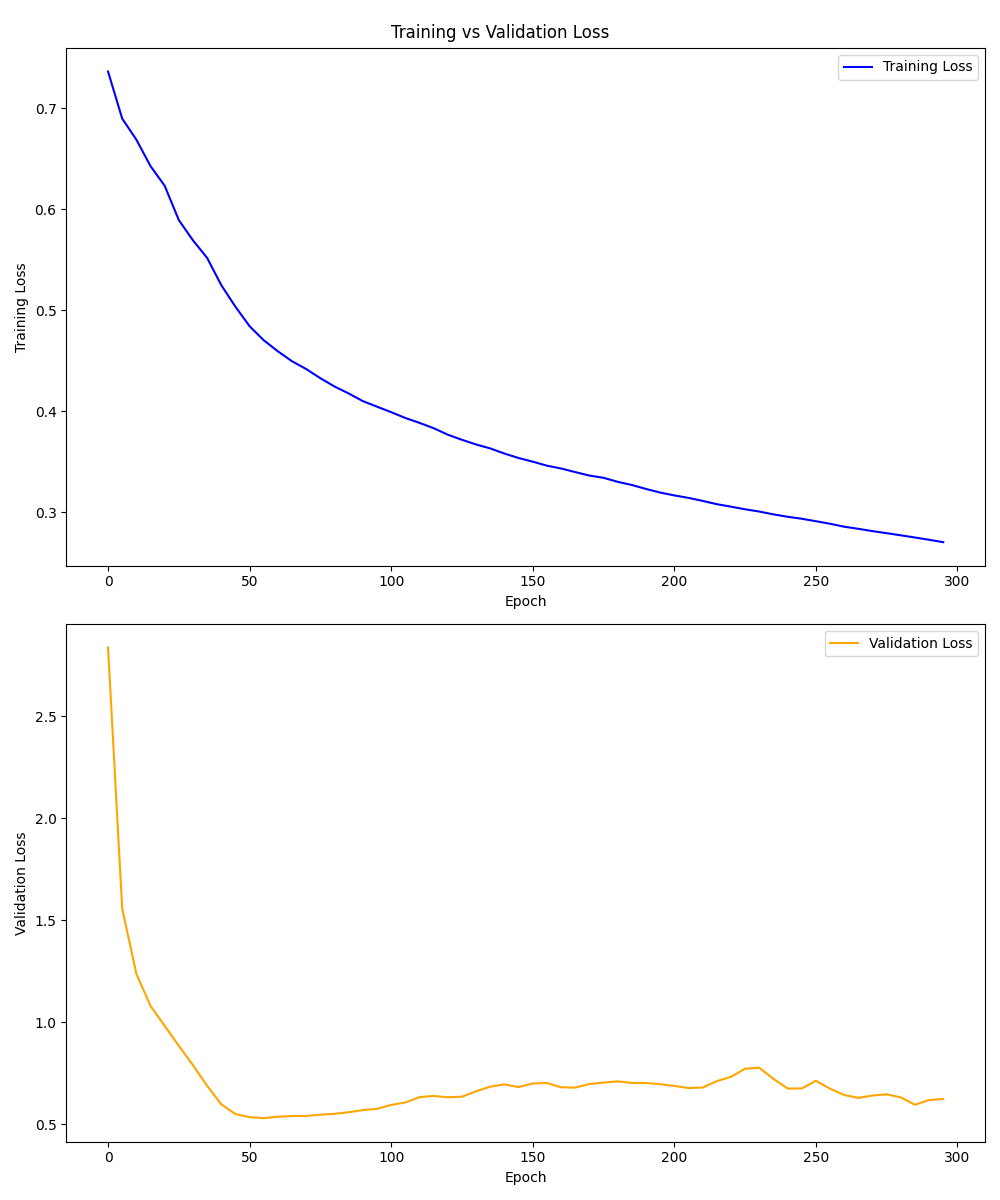 Training vs Validation Loss
Training Loss
0.7
0.6
0.5
0.4
0.3
Training Loss
0 50 100 150 200 250 300
Epoch
Validation Loss
2.5
2.0
1.5
1.0
0.5
Validation Loss
0 50 100 150 200 250 300
Epoch